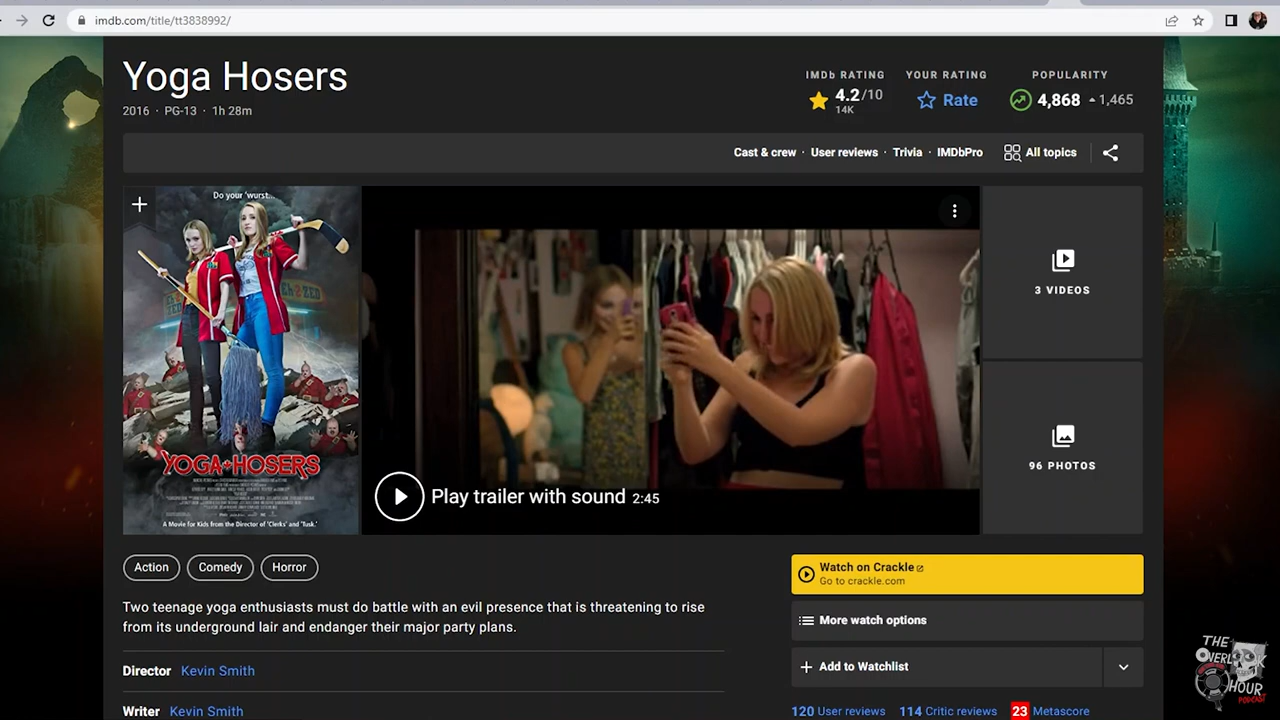 imdb.com/title/tt3838992/
Yoga Hosers
2016 · PG-13 · 1h 28m
IMDb RATING
4.2/10
14K
YOUR RATING
Rate
POPULARITY
4,868
1,465
Cast & crew · User reviews · Trivia · IMDbPro
All topics
Do your 'wurst...
YOGA HOSERS
A Movie for Kids from the Director of 'Clerks' and 'Tusk.'
Play trailer with sound 2:45
3 VIDEOS
96 PHOTOS
Action
Comedy
Horror
Two teenage yoga enthusiasts must do battle with an evil presence that is threatening to rise
from its underground lair and endanger their major party plans.
Director Kevin Smith
Writer Kevin Smith
Watch on Crackle
Go to crackle.com
More watch options
Add to Watchlist
120 User reviews
114 Critic reviews
23 Metascore
THE
OVERLOOK
HOUR
PODCAST